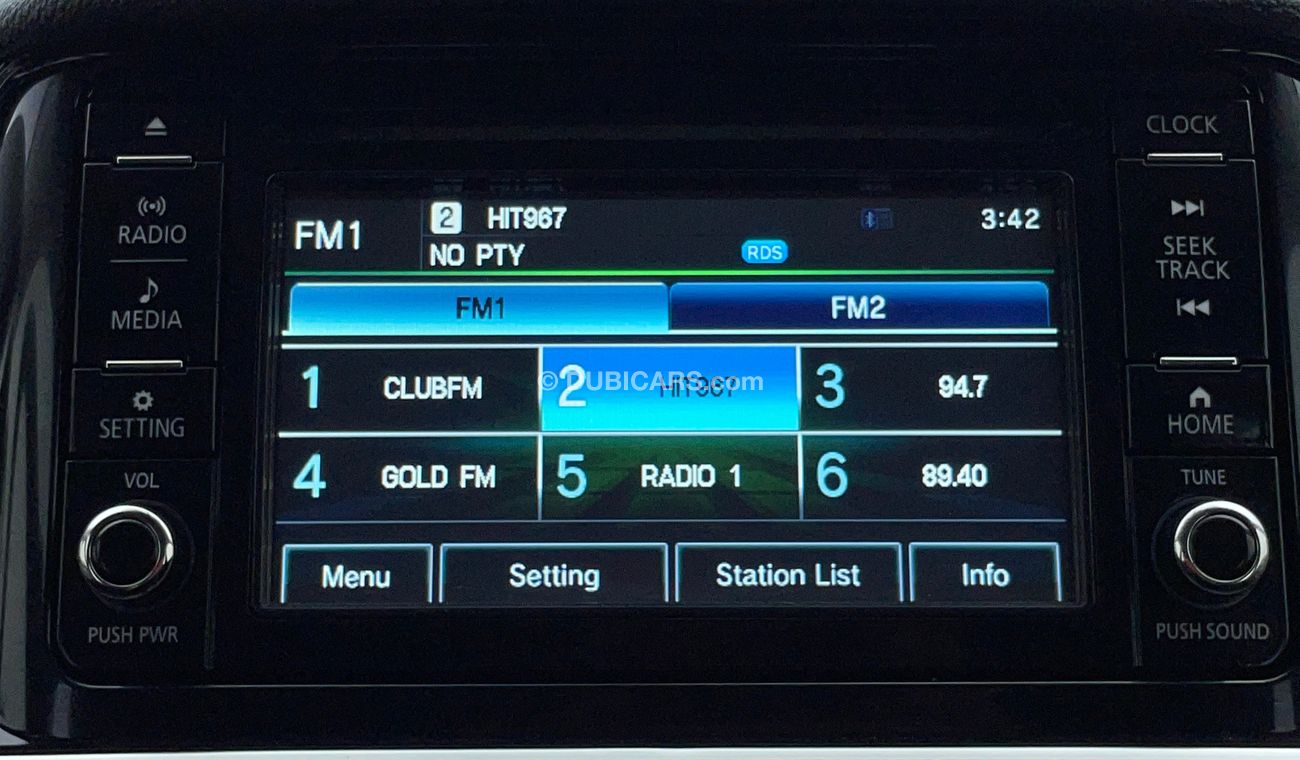 CLOCK
RADIO
MEDIA
SETTING
VOL
PUSH PWR
FM1
2 HIT967
3:42
NO PTY
RDS
FM1 FM2
1 CLUBFM
2 HIT967
3 94.7
4 GOLD FM
5 RADIO 1
6 89.40
Menu Setting Station List Info
© DUBICARS.com
SEEK
TRACK
HOME
TUNE
PUSH SOUND